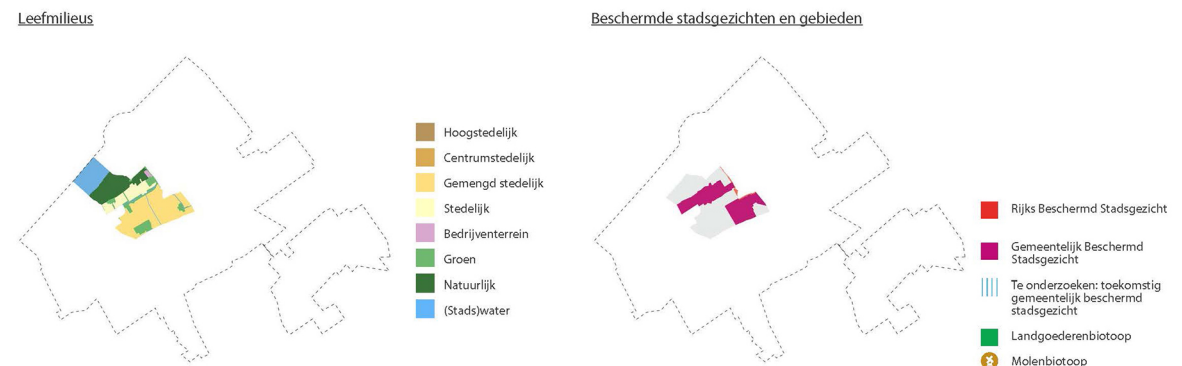 Leefmilieus
Hoogstedelijk
Centrumstedelijk
Gemengd stedelijk
Stedelijk
Bedrijventerrein
Groen
Natuurlijk
(Stads)water
Beschermde stadsgezichten en gebieden
Rijks Beschermd Stadsgezicht
Gemeentelijk Beschermd
Stadsgezicht
Te onderzoeken: toekomstig
gemeentelijk beschermd
stadsgezicht
Landgoederenbiotoop
Molenbiotoop